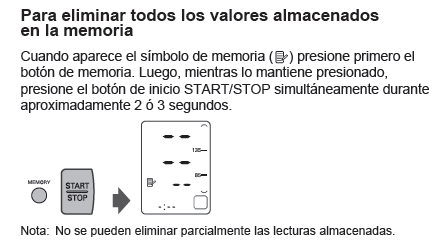 Para eliminar todos los valores almacenados
en la memoria
Cuando aparece el símbolo de memoria () presione primero el
botón de memoria. Luego, mientras lo mantiene presionado,
presione el botón de inicio START/STOP simultáneamente durante
aproximadamente 2 ó 3 segundos.
MEMORY
START
STOP
135
85
-:--
Nota: No se pueden eliminar parcialmente las lecturas almacenadas.